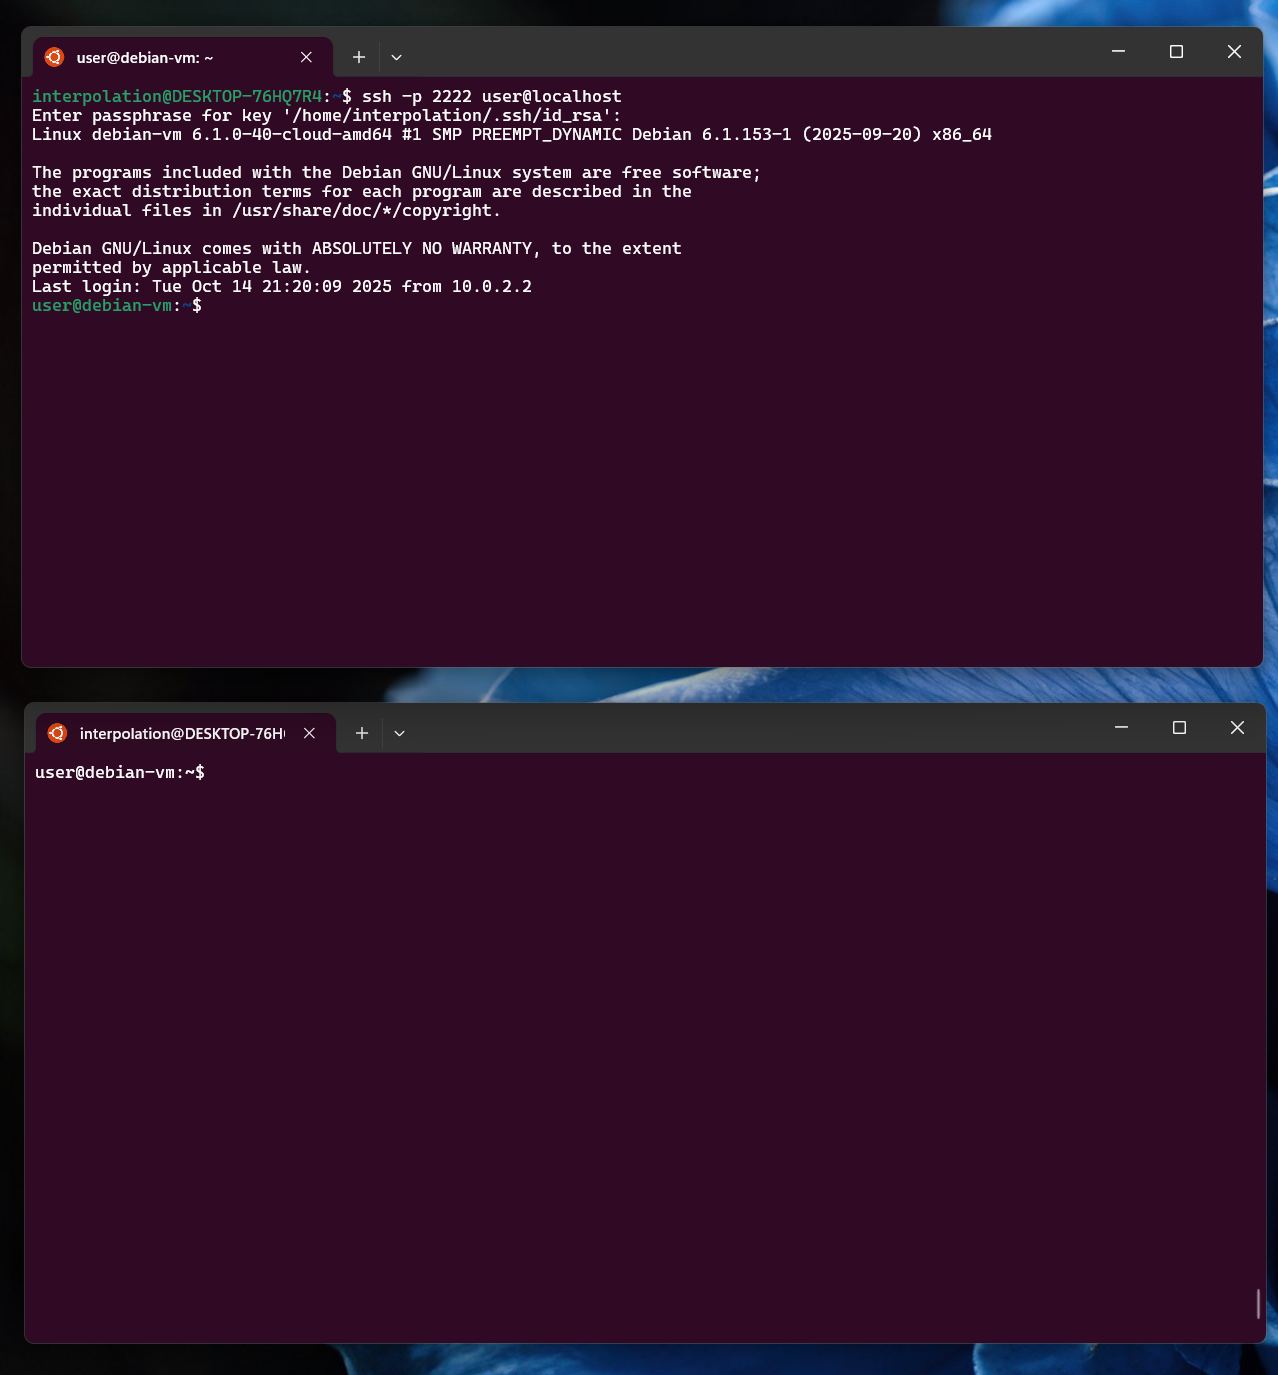 user@debian-vm: ~
interpolation@DESKTOP-76HQ7R4:~$ ssh -p 2222 user@localhost
Enter passphrase for key '/home/interpolation/.ssh/id_rsa':
Linux debian-vm 6.1.0-40-cloud-amd64 #1 SMP PREEMPT_DYNAMIC Debian 6.1.153-1 (2025-09-20) x86_64
The programs included with the Debian GNU/Linux system are free software;
the exact distribution terms for each program are described in the
individual files in /usr/share/doc/*/copyright.
Debian GNU/Linux comes with ABSOLUTELY NO WARRANTY, to the extent
permitted by applicable law.
Last login: Tue Oct 14 21:20:09 2025 from 10.0.2.2
user@debian-vm:~$
interpolation@DESKTOP-76H
user@debian-vm:~$